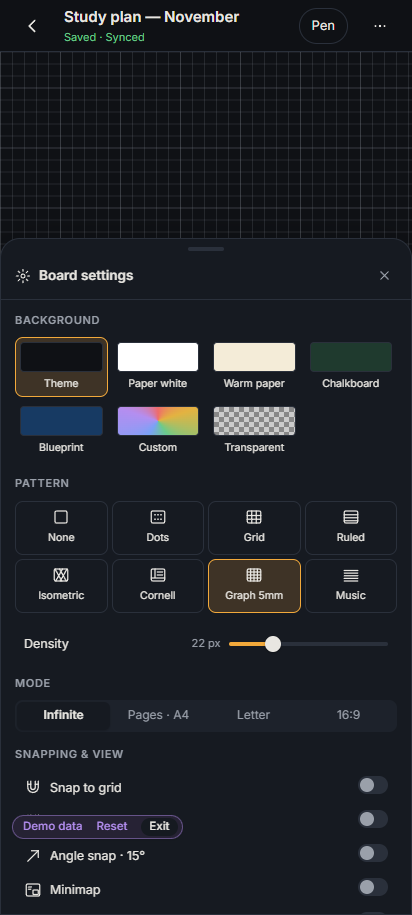 Study plan — November
Saved · Synced
Pen
Board settings
BACKGROUND
Theme
Paper white
Warm paper
Chalkboard
Blueprint
Custom
Transparent
PATTERN
None
Dots
Grid
Ruled
Isometric
Cornell
Graph 5mm
Music
Density
22 px
MODE
Infinite
Pages · A4
Letter
16:9
SNAPPING & VIEW
Snap to grid
Demo data
Reset
Exit
Angle snap · 15°
Minimap